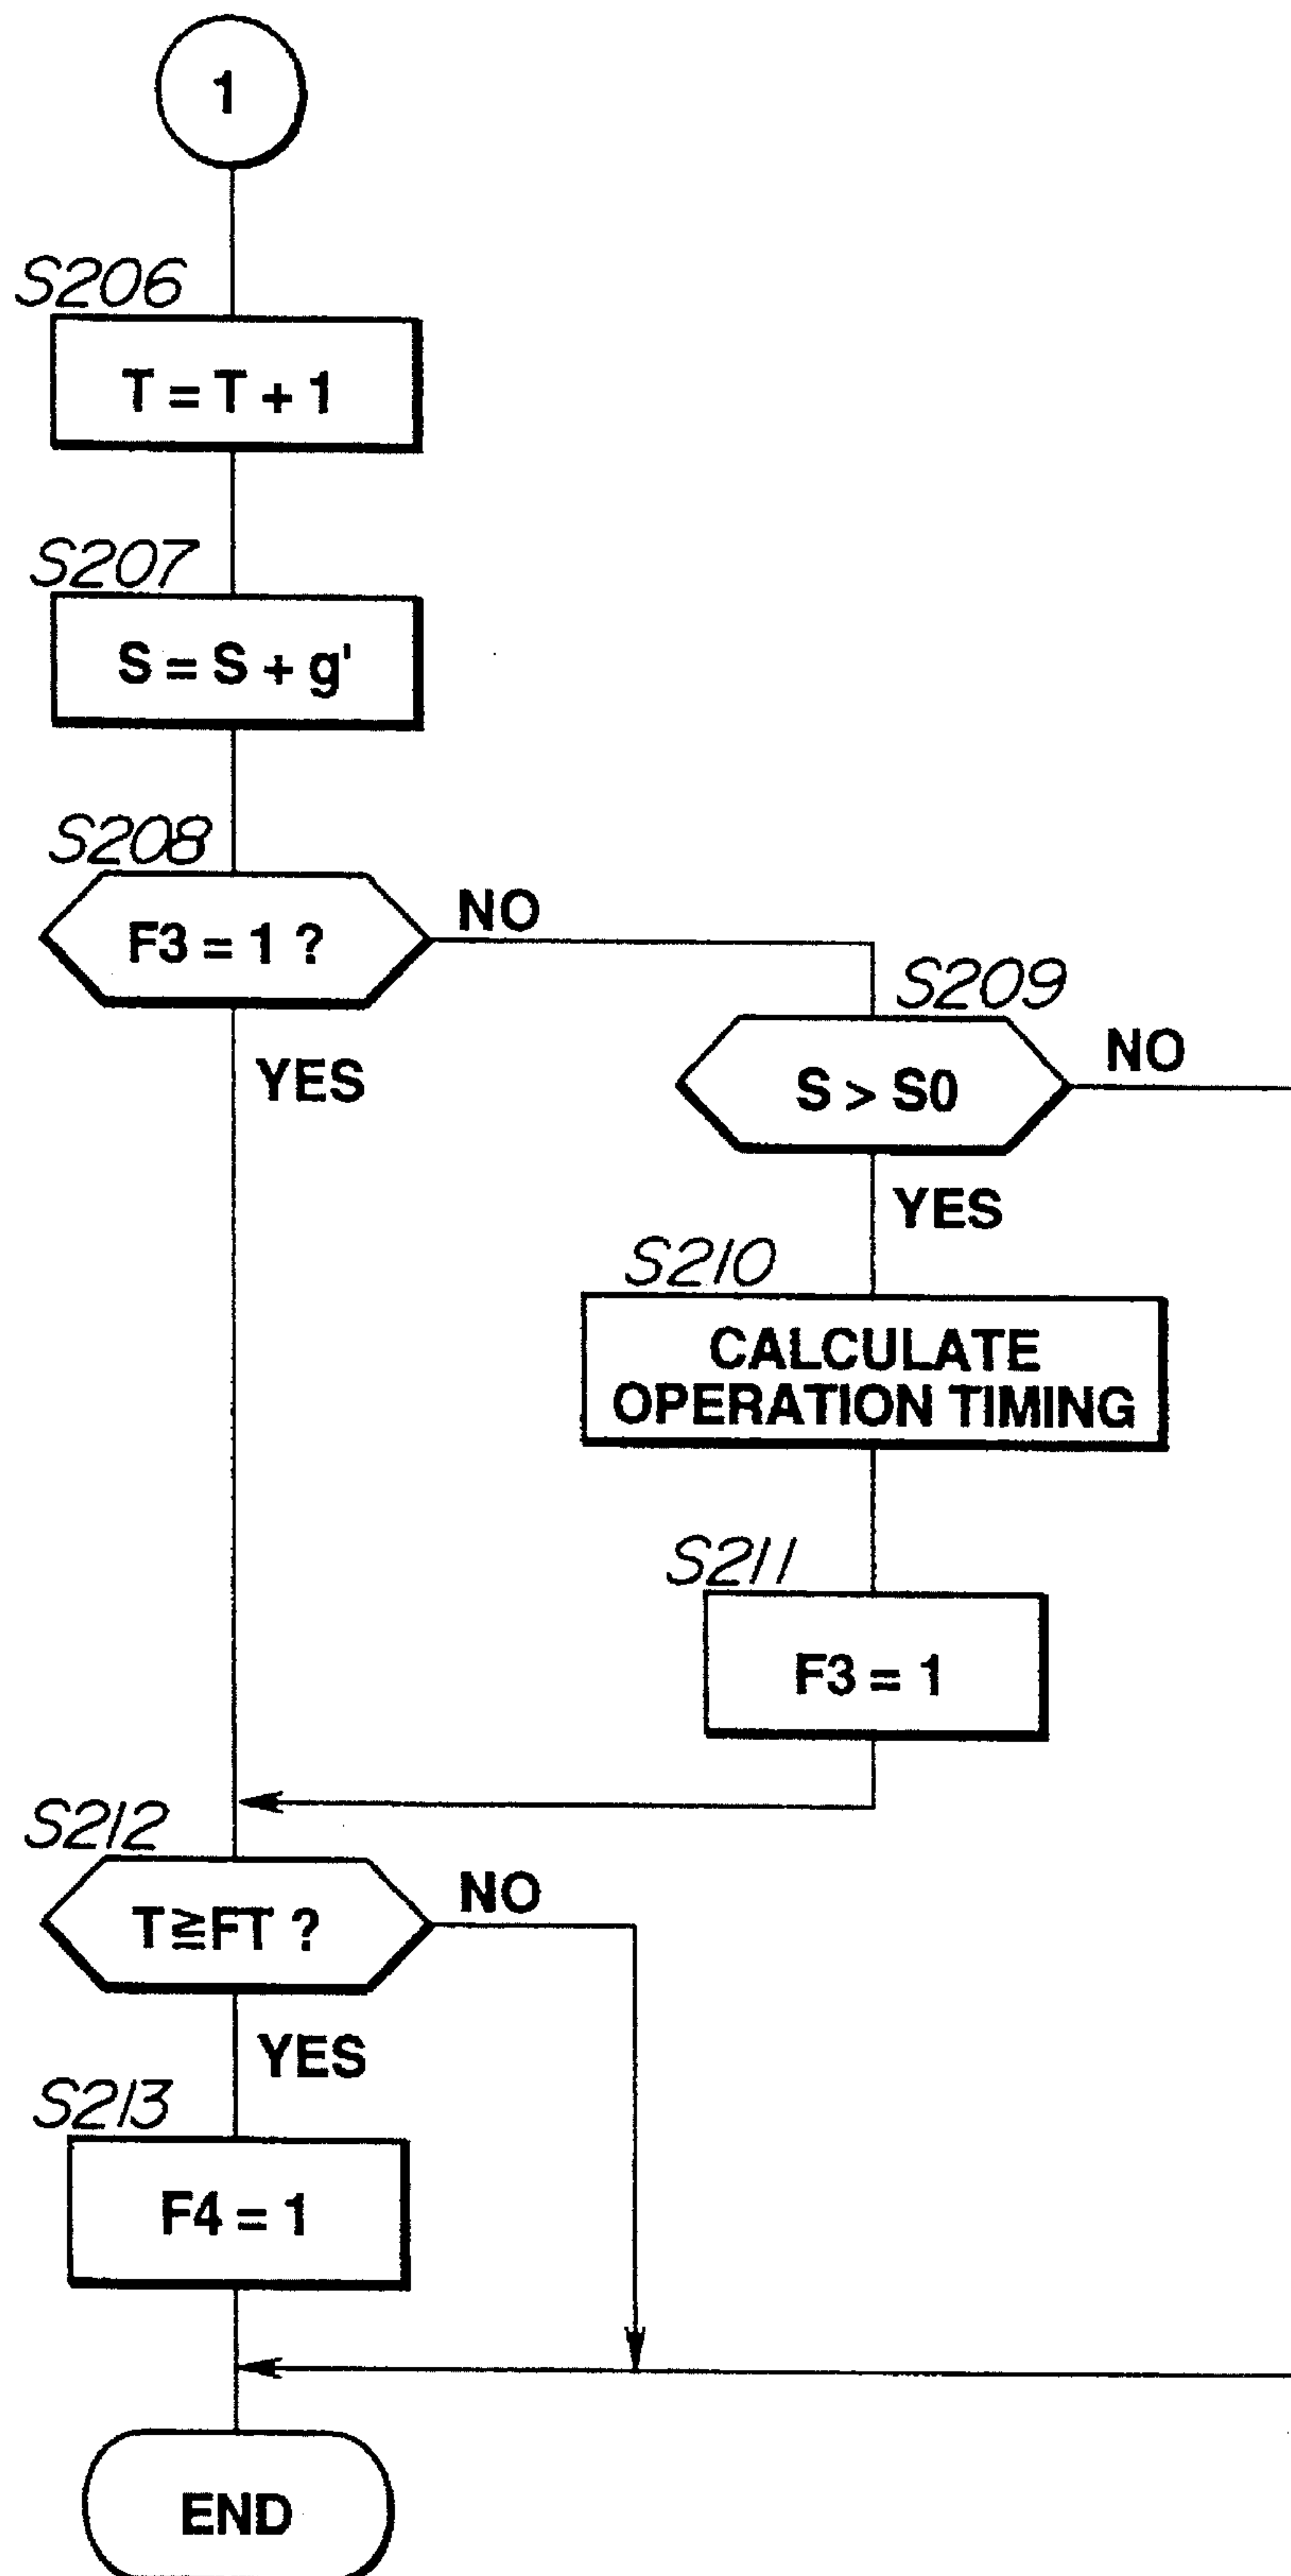 1
S206
T = T + 1
S207
S = S + g'
S208
F3 = 1 ?
NO
YES
S209
S > S0
NO
YES
S210
CALCULATE
OPERATION TIMING
S211
F3 = 1
S212
T≧FT ?
NO
YES
S213
F4 = 1
END